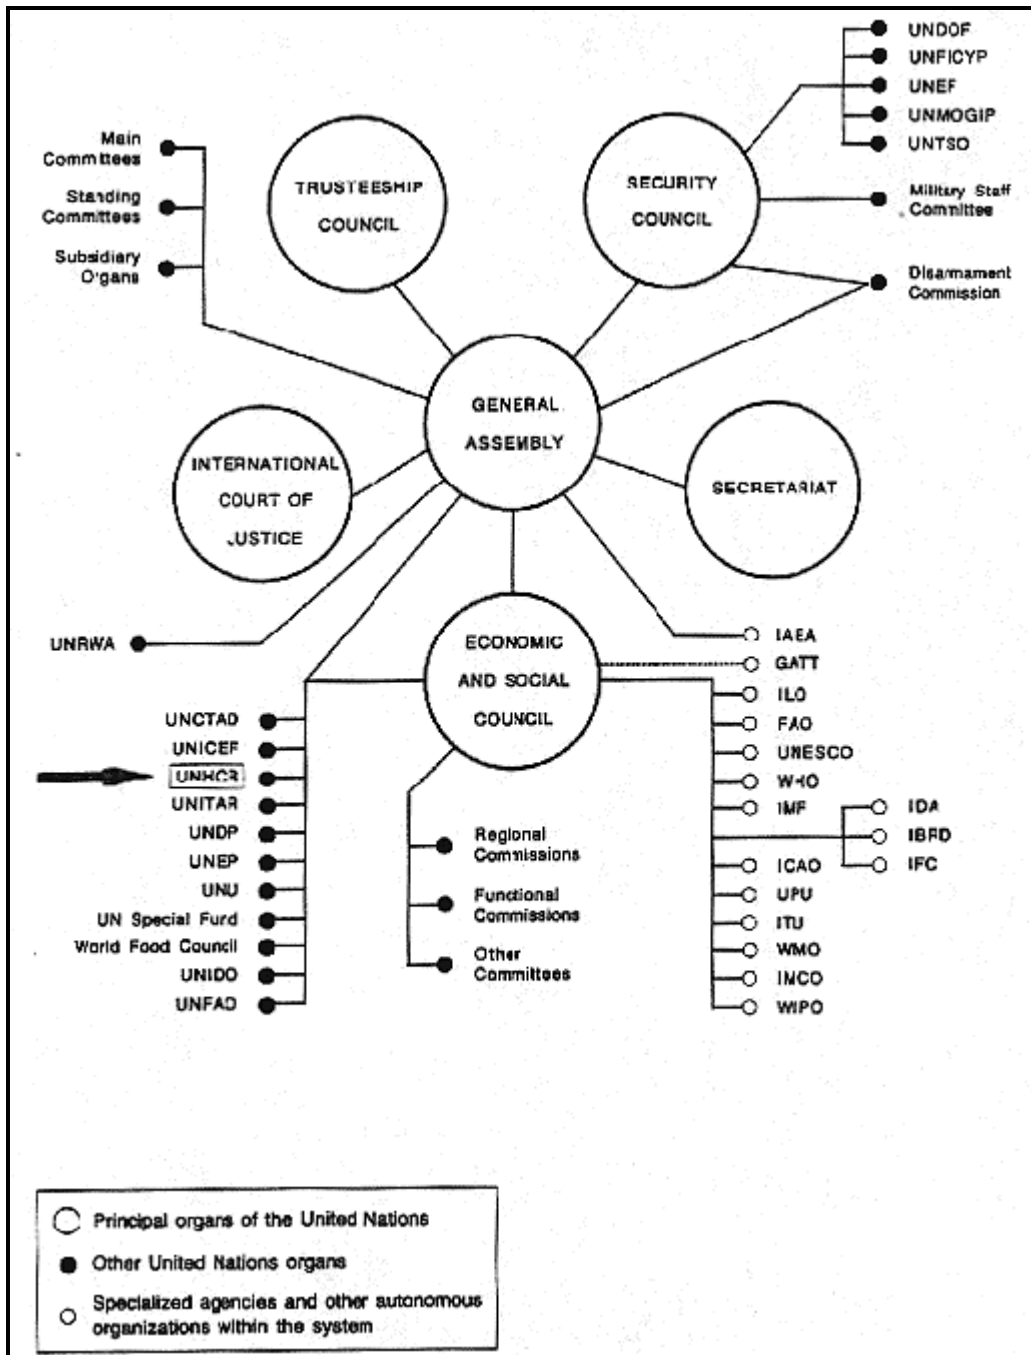 UNDOF
UNFICYP
UNEF
UNMOGIP
UNTSO
Main
Committees
Standing
Committees
Subsidiary
Organs
TRUSTEESHIP
COUNCIL
SECURITY
COUNCIL
Military Staff
Committee
Disarmament
Commission
GENERAL
ASSEMBLY
INTERNATIONAL
COURT OF
JUSTICE
SECRETARIAT
UNRWA
ECONOMIC
AND SOCIAL
COUNCIL
IAEA
GATT
ILO
FAO
UNESCO
WHO
IMF
IDA
IBRD
IFC
ICAO
UPU
ITU
WMO
IMCO
WIPO
UNCTAD
UNICEF
UNHCR
UNITAR
UNDP
UNEP
UNU
UN Special Fund
World Food Council
UNIDO
UNFAD
Regional
Commissions
Functional
Commissions
Other
Committees
Principal organs of the United Nations
Other United Nations organs
Specialized agencies and other autonomous
organizations within the system